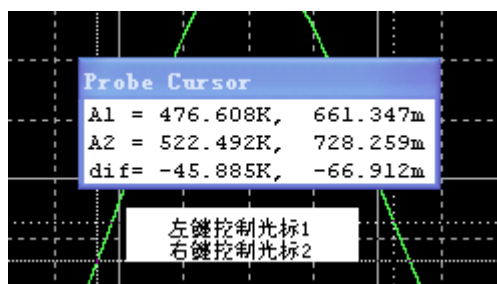 Probe Cursor
A1 = 476.608K, 661.347m
A2 = 522.492K, 728.259m
dif= -45.885K, -66.912m
左键控制光标1
右键控制光标2